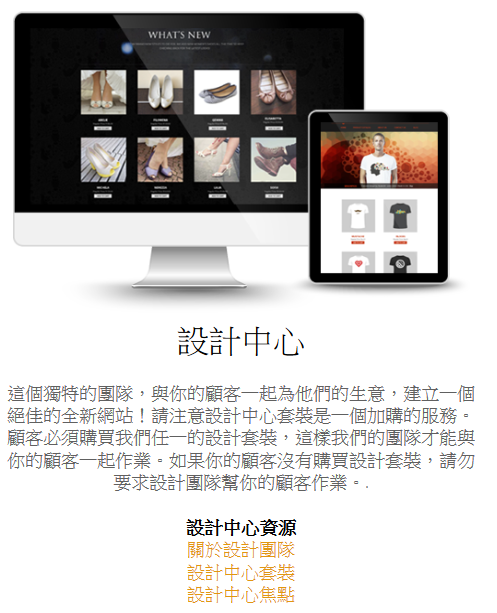 WHAT'S NEW
設計中心
這個獨特的團隊，與你的顧客一起為他們的生意，建立一個
絕佳的全新網站！請注意設計中心套裝是一個加購的服務。
顧客必須購買我們任一的設計套裝，這樣我們的團隊才能與
你的顧客一起作業。如果你的顧客沒有購買設計套裝，請勿
要求設計團隊幫你的顧客作業。.
設計中心資源
關於設計團隊
設計中心套裝
設計中心焦點